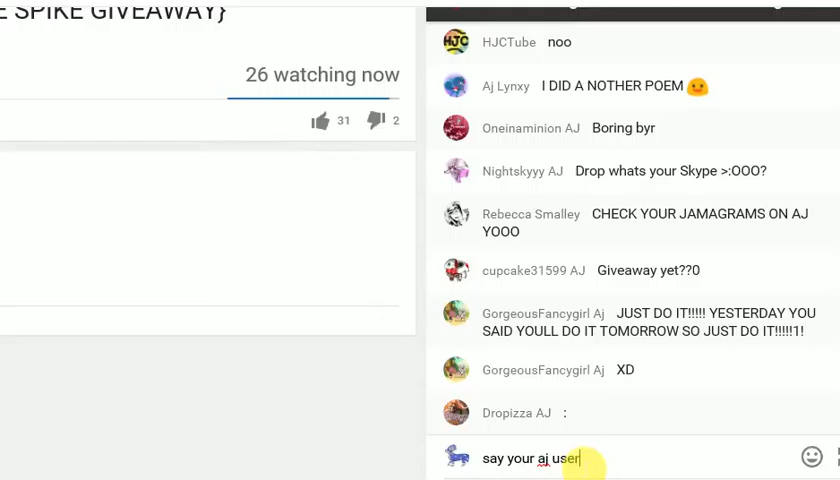 E SPIKE GIVEAWAY}
26 watching now
31 2
HJC HJCTube noo
Aj Lynxy I DID A NOTHER POEM
Oneinaminion AJ Boring byr
Nightskyyy AJ Drop whats your Skype >:OOO?
Rebecca Smalley CHECK YOUR JAMAGRAMS ON AJ
YOOO
cupcake31599 AJ Giveaway yet??0
GorgeousFancygirl Aj JUST DO IT!!!!! YESTERDAY YOU
SAID YOULL DO IT TOMORROW SO JUST DO IT!!!!!1!
GorgeousFancygirl Aj XD
Dropizza AJ :
say your aj user